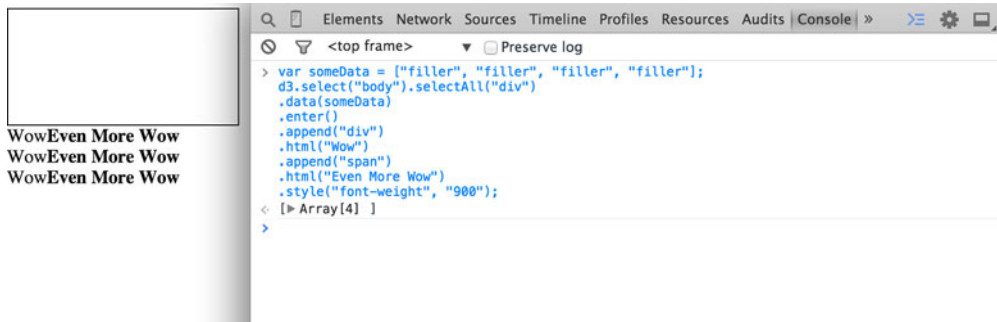 Elements Network Sources Timeline Profiles Resources Audits Console »
<top frame> ▼ Preserve log
> var someData = ["filler", "filler", "filler", "filler"];
d3.select("body").selectAll("div")
.data(someData)
.enter()
.append("div")
.html("Wow")
.append("span")
.html("Even More Wow")
.style("font-weight", "900");
[▶ Array[4] ]
>
WowEven More Wow
WowEven More Wow
WowEven More Wow